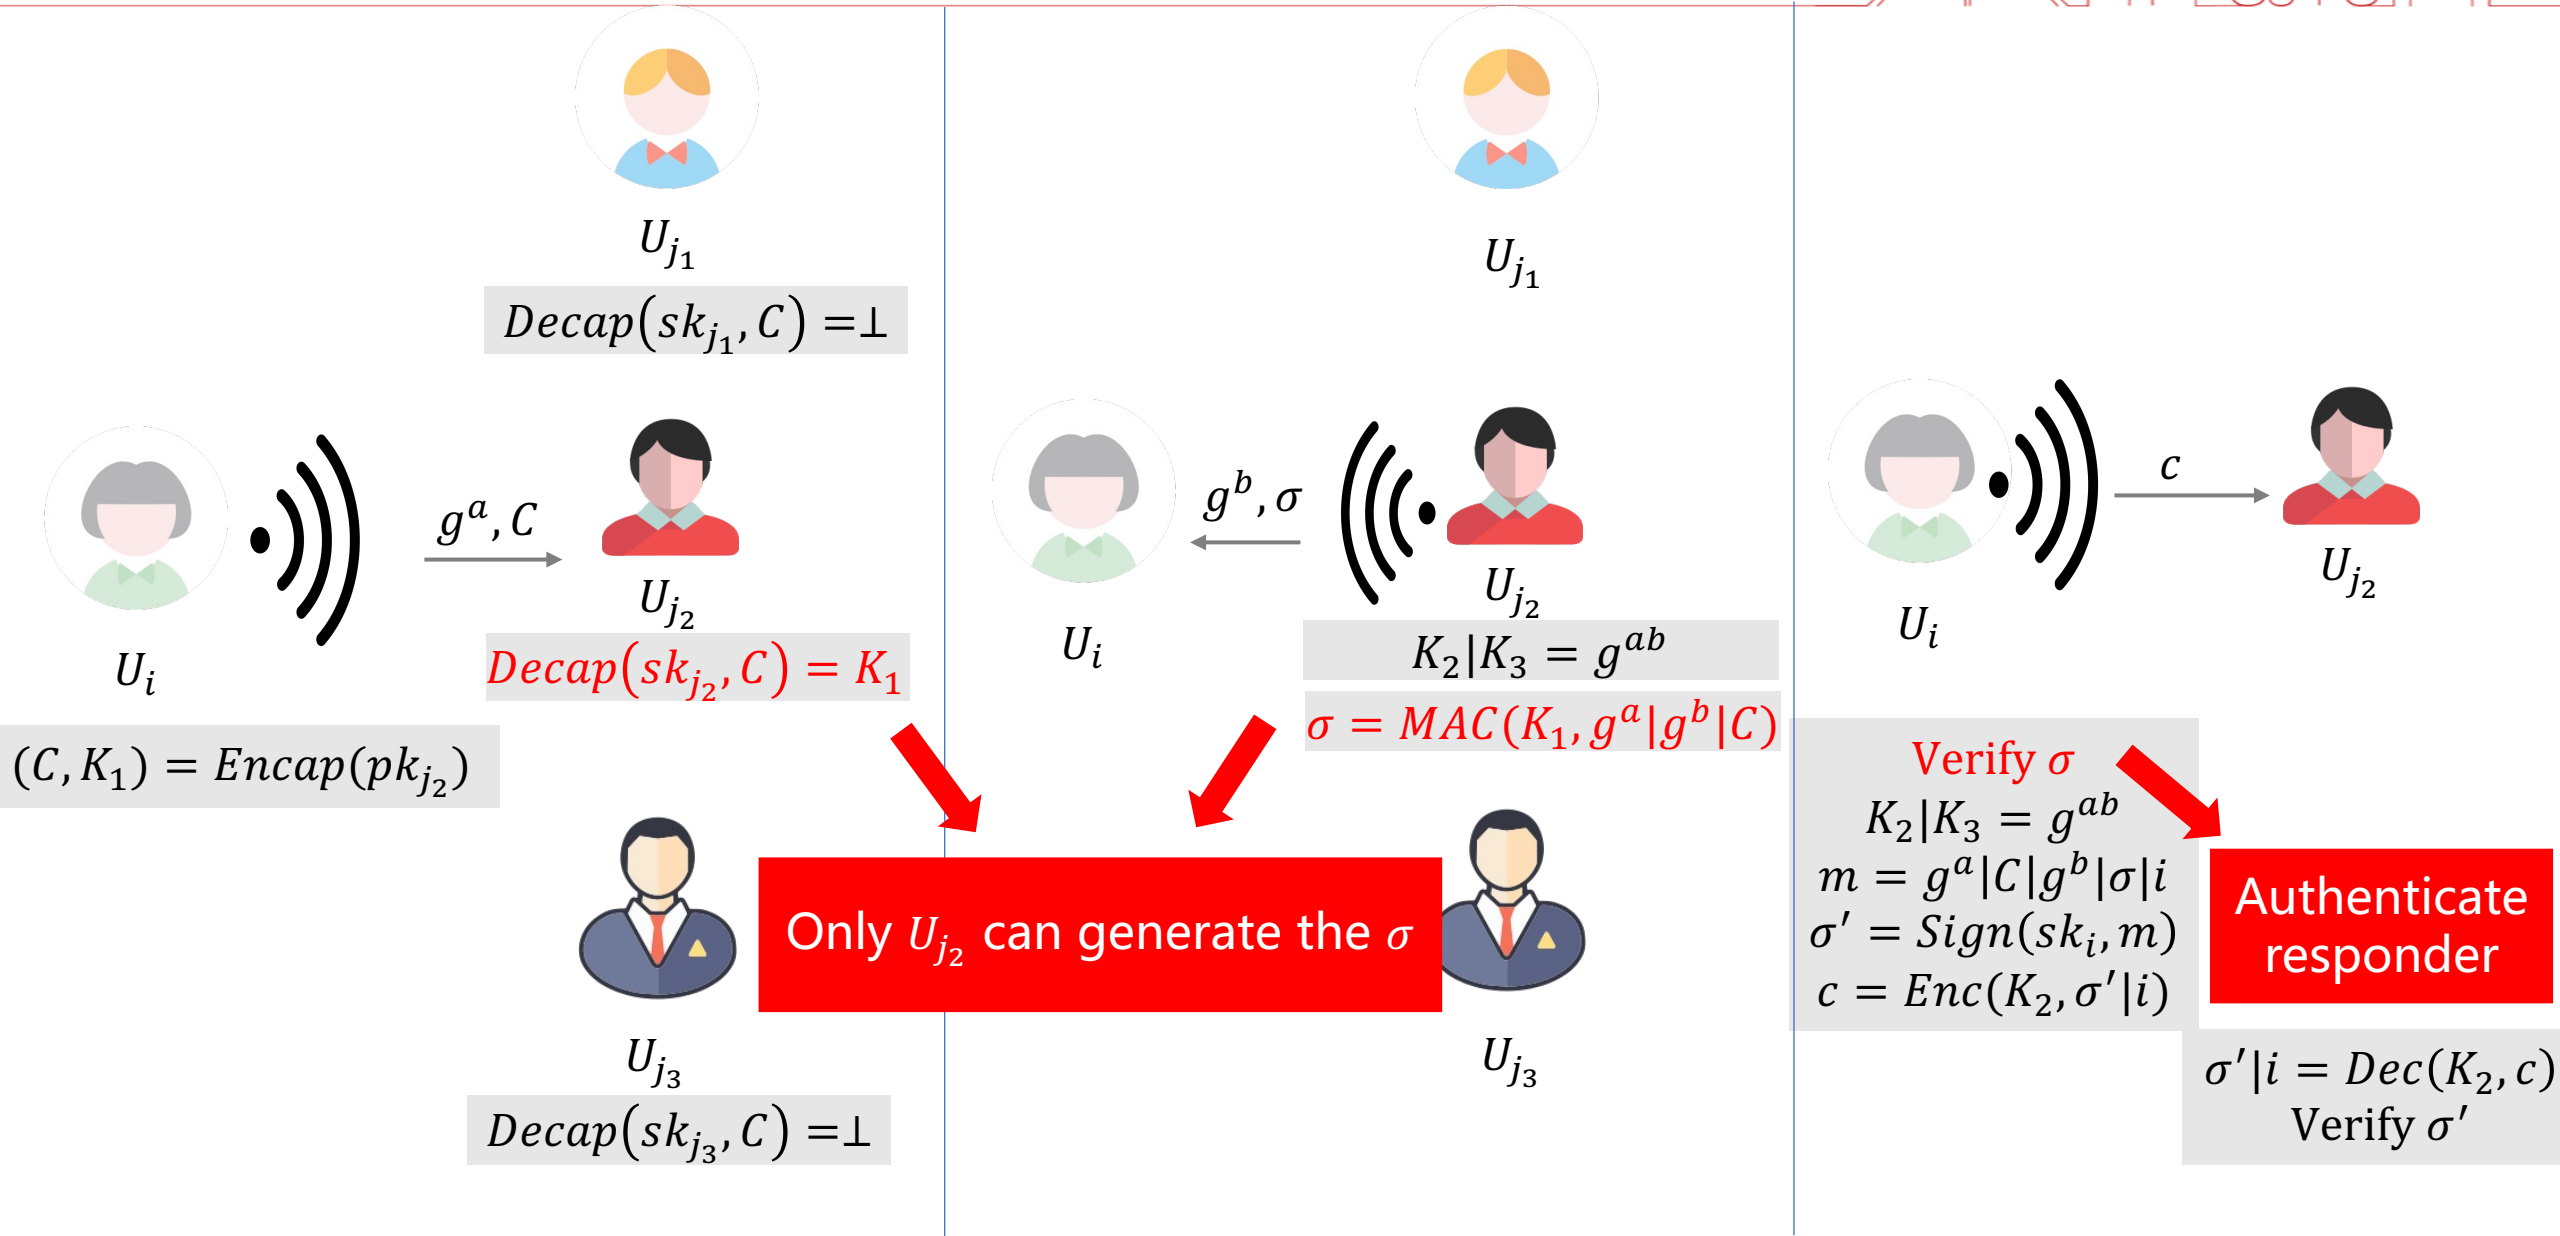 U_{j_1}
Decap(sk_{j_1}, C) =⊥
g^a, C
U_{j_2}
Decap(sk_{j_2}, C) = K_1
U_i
(C, K_1) = Encap(pk_{j_2})
U_{j_3}
Decap(sk_{j_3}, C) =⊥
U_{j_1}
g^b, σ
U_i
U_{j_2}
K_2|K_3 = g^{ab}
σ = MAC(K_1, g^a|g^b|C)
Only U_{j_2} can generate the σ
U_{j_3}
c
U_i
U_{j_2}
Verify σ
K_2|K_3 = g^{ab}
m = g^a|C|g^b|σ|i
σ′ = Sign(sk_i, m)
c = Enc(K_2, σ′|i)
Authenticate
responder
σ′|i = Dec(K_2, c)
Verify σ′